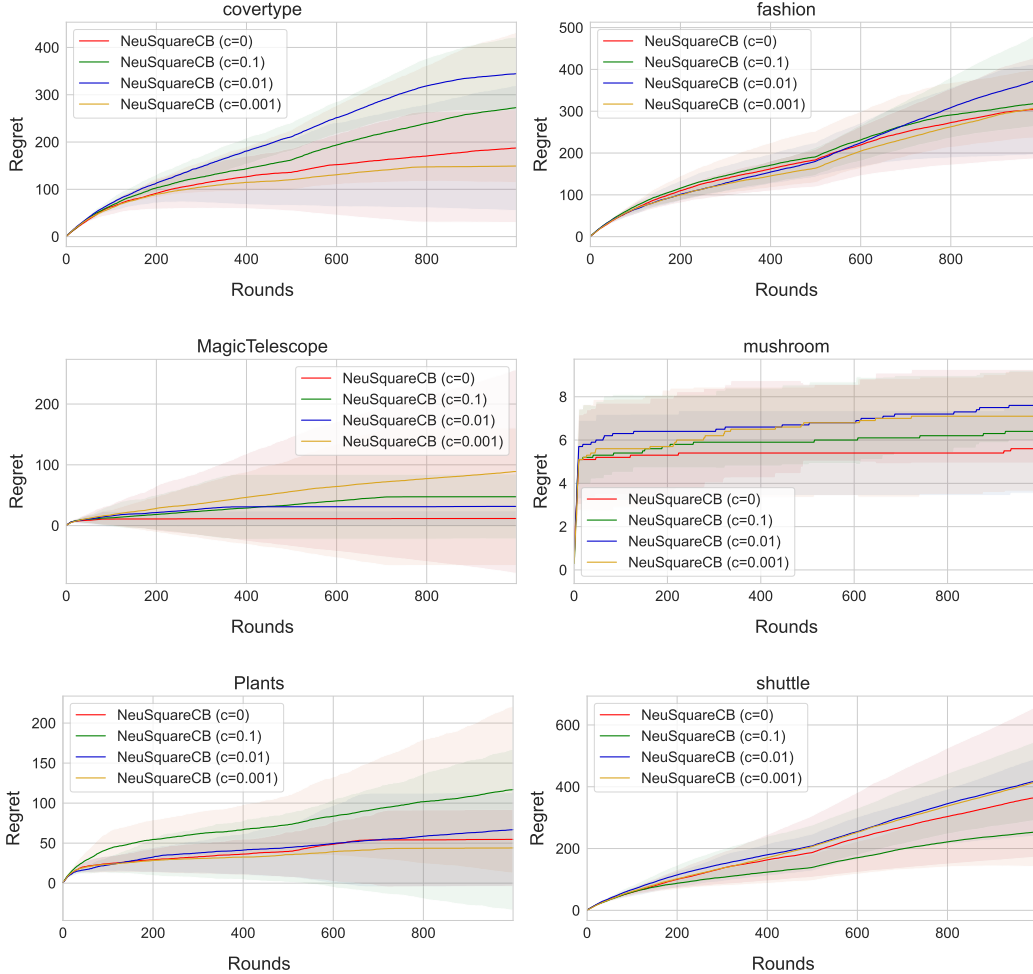 covertype
NeuSquareCB (c=0)
NeuSquareCB (c=0.1)
NeuSquareCB (c=0.01)
NeuSquareCB (c=0.001)
Regret
400
300
200
100
0
0 200 400 600 800
Rounds
fashion
NeuSquareCB (c=0)
NeuSquareCB (c=0.1)
NeuSquareCB (c=0.01)
NeuSquareCB (c=0.001)
Regret
500
400
300
200
100
0
0 200 400 600 800
Rounds
MagicTelescope
NeuSquareCB (c=0)
NeuSquareCB (c=0.1)
NeuSquareCB (c=0.01)
NeuSquareCB (c=0.001)
Regret
200
100
0
0 200 400 600 800
Rounds
mushroom
NeuSquareCB (c=0)
NeuSquareCB (c=0.1)
NeuSquareCB (c=0.01)
NeuSquareCB (c=0.001)
Regret
8
6
4
2
0
0 200 400 600 800
Rounds
Plants
NeuSquareCB (c=0)
NeuSquareCB (c=0.1)
NeuSquareCB (c=0.01)
NeuSquareCB (c=0.001)
Regret
200
150
100
50
0
0 200 400 600 800
Rounds
shuttle
NeuSquareCB (c=0)
NeuSquareCB (c=0.1)
NeuSquareCB (c=0.01)
NeuSquareCB (c=0.001)
Regret
600
400
200
0
0 200 400 600 800
Rounds